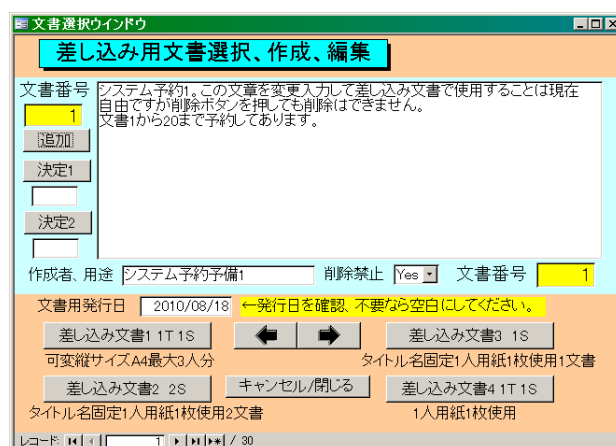 文書選択ウインドウ
差し込み用文書選択、作成、編集
文書番号
1
追加
決定1
決定2
システム予約1。この文章を変更入力して差し込み文書で使用することは現在
自由ですが削除ボタンを押しても削除はできません。
文書1から20まで予約してあります。
作成者、用途 システム予約予備1 削除禁止 Yes 文書番号 1
文書用発行日 2010/08/18 ←発行日を確認、不要なら空白にしてください。
差し込み文書1 1T 1S
差し込み文書3 1S
可変縦サイズA4最大3人分
タイトル名固定1人用紙1枚使用1文書
差し込み文書2 2S
キャンセル/閉じる
差し込み文書4 1T 1S
タイトル名固定1人用紙1枚使用2文書
1人用紙1枚使用
レコード: 1 / 30